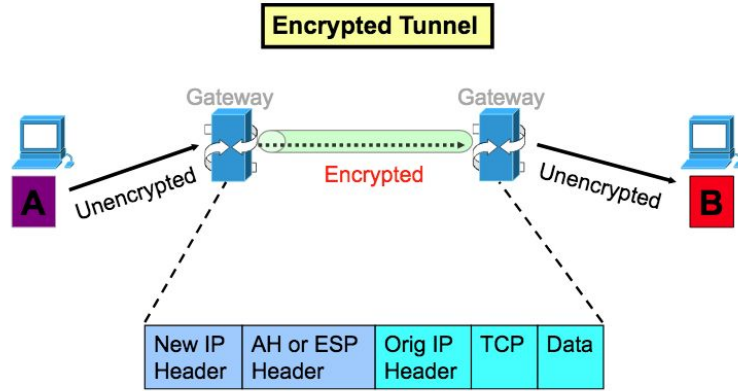 Encrypted Tunnel
Gateway
Gateway
A
Unencrypted
Encrypted
Unencrypted
B
New IP
Header
AH or ESP
Header
Orig IP
Header
TCP
Data